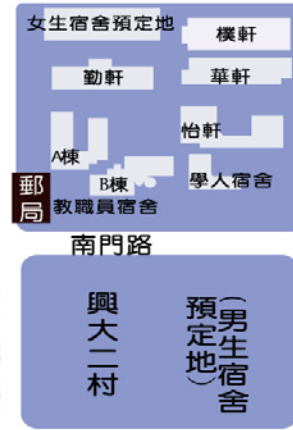 女生宿舍預定地
樸軒
勤軒
華軒
怡軒
A棟
B棟
學人宿舍
郵局
教職員宿舍
南門路
興大二村
(男生宿舍
預定地)